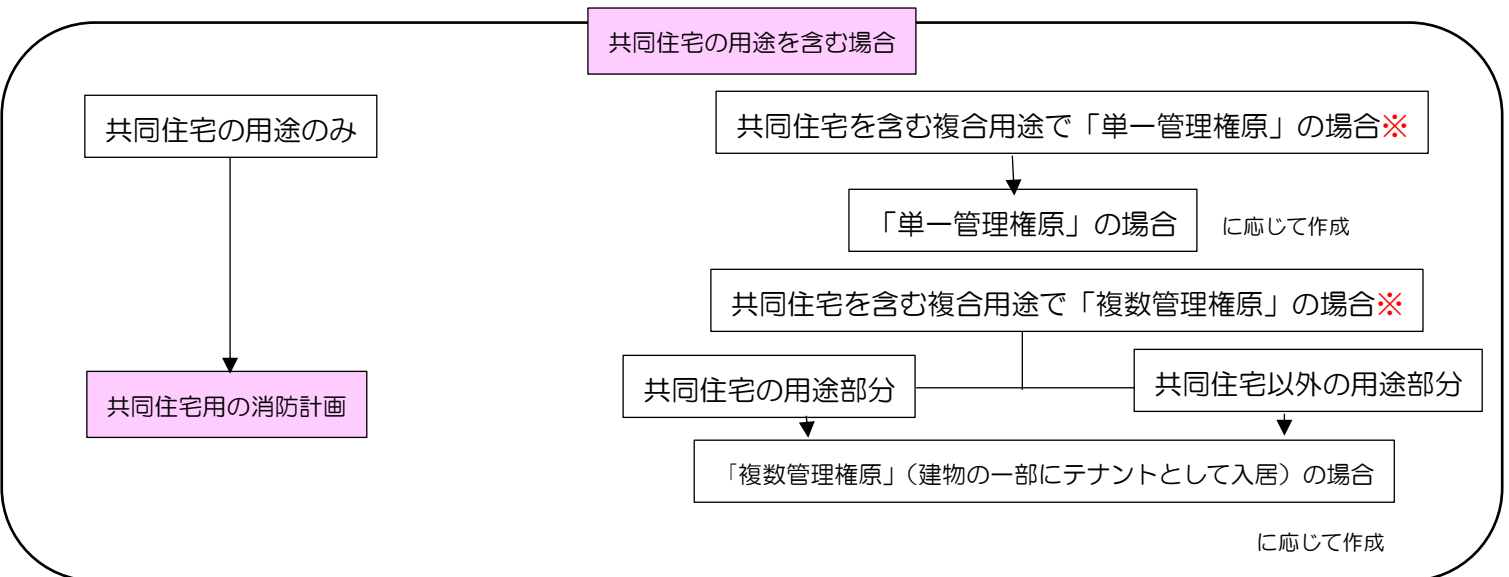 共同住宅の用途を含む場合
共同住宅の用途のみ
共同住宅用の消防計画
共同住宅を含む複合用途で「単一管理権原」の場合※
「単一管理権原」の場合
に応じて作成
共同住宅を含む複合用途で「複数管理権原」の場合※
共同住宅の用途部分
共同住宅以外の用途部分
「複数管理権原」（建物の一部にテナントとして入居）の場合
に応じて作成